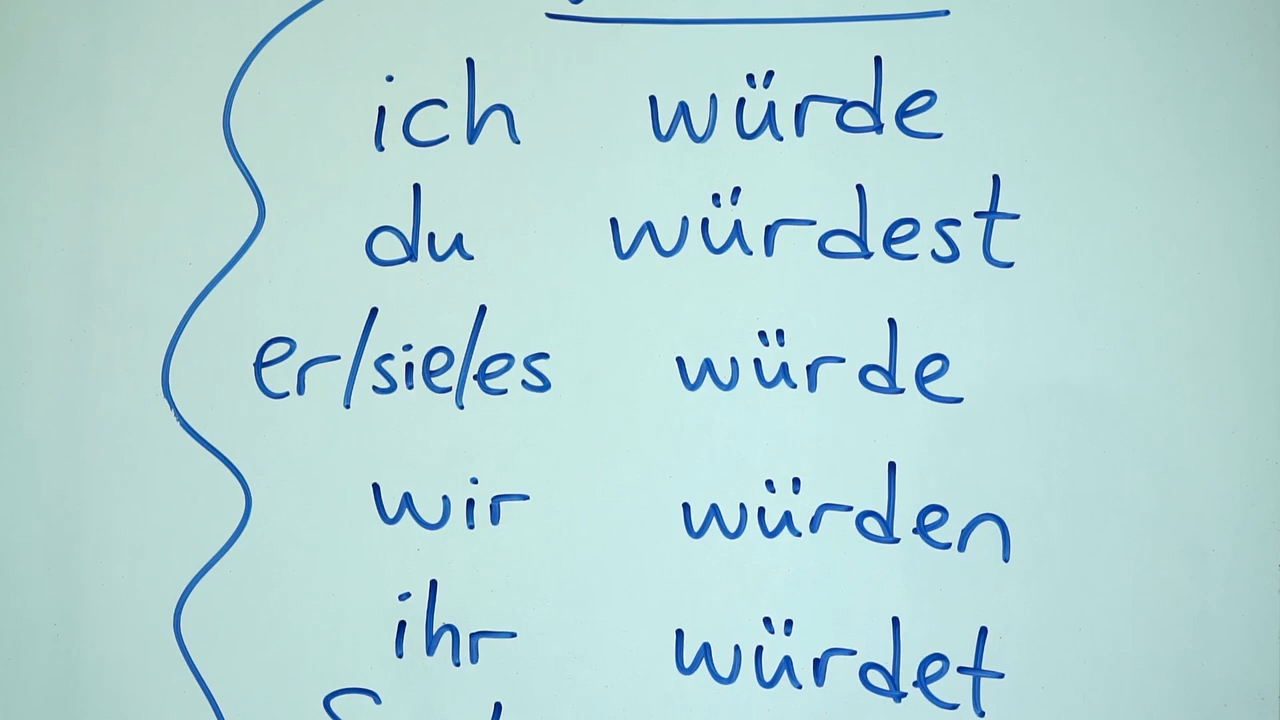 ich würde
du würdest
er/sie/es würde
wir würden
ihr würdet